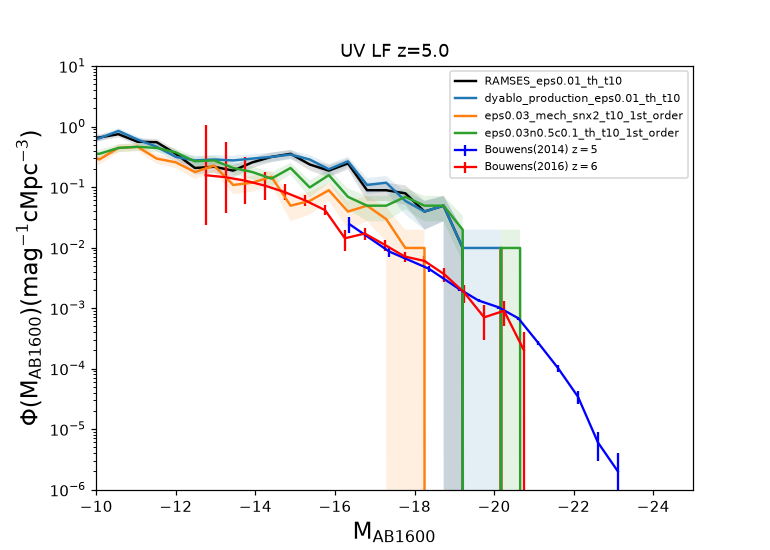 UV LF z=5.0
RAMSES_eps0.01_th_t10
dyablo_production_eps0.01_th_t10
eps0.03_mech_snx2_t10_1st_order
eps0.03n0.5c0.1_th_t10_1st_order
Bouwens(2014) z = 5
Bouwens(2016) z = 6
Φ(M_AB1600)(mag⁻¹cMpc⁻³)
10¹
10⁰
10⁻¹
10⁻²
10⁻³
10⁻⁴
10⁻⁵
10⁻⁶
−10 −12 −14 −16 −18 −20 −22 −24
M_AB1600